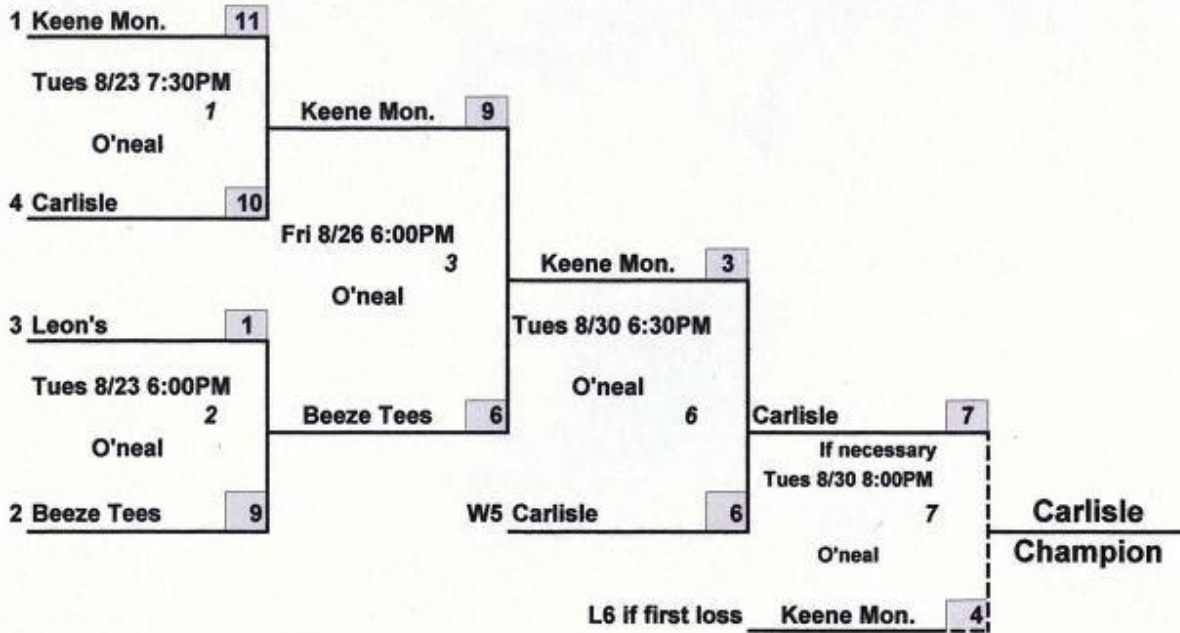 1 Keene Mon. 11
Tues 8/23 7:30PM
1
O'neal
4 Carlisle 10
Keene Mon. 9
Fri 8/26 6:00PM
3
O'neal
3 Leon's 1
Tues 8/23 6:00PM
2
O'neal
2 Beeze Tees 9
Beeze Tees 6
Keene Mon. 3
Tues 8/30 6:30PM
O'neal
6
W5 Carlisle 6
Carlisle 7
If necessary
Tues 8/30 8:00PM
7
O'neal
L6 if first loss Keene Mon. 4
Carlisle
Champion